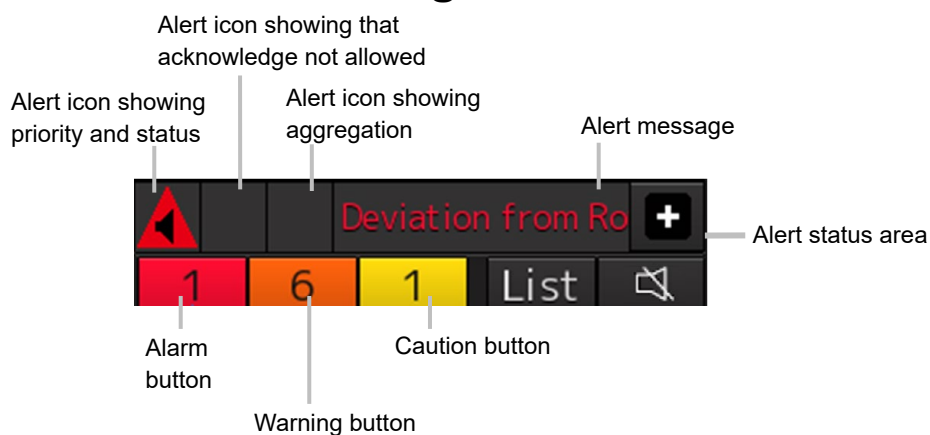 Alert icon showing that
acknowledge not allowed
Alert icon showing
priority and status
Alert icon showing
aggregation
Alert message
Deviation from Ro
Alert status area
1 6 1 List
Alarm
button
Caution button
Warning button